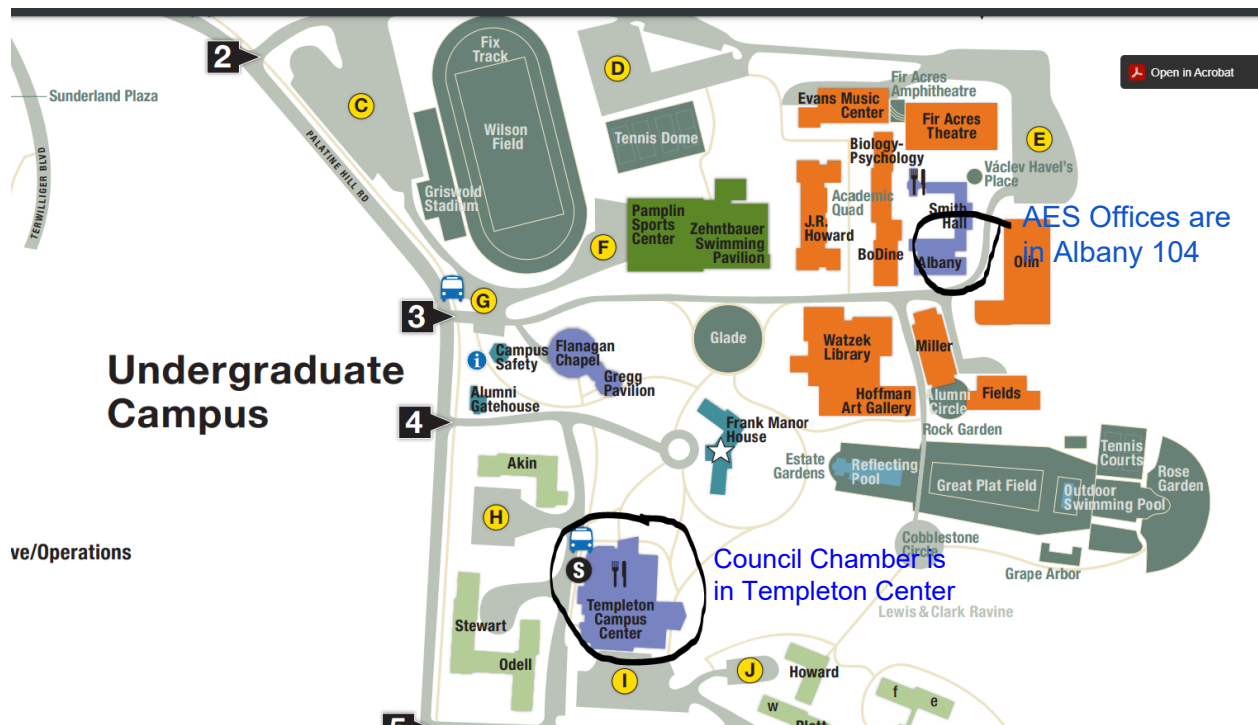 2
C
Fix
Track
Wilson
Field
D
Open in Acrobat
Sunderland Plaza
TERWILLIGER BLVD
PALATINE HILL RD
Griswold
Stadium
Tennis Dome
Evans Music
Center
Fir Acres
Amphitheatre
Fir Acres
Theatre
E
Biology-
Psychology
Václev Havel's
Place
Academic
Quad
J.R.
Howard
BoDine
Smith
Hall
Albany
Olin
AES Offices are
in Albany 104
Pamplin
Sports
Center
Zehntbauer
Swimming
Pavilion
F
G
3
Undergraduate
Campus
i
Campus
Safety
Flanagan
Chapel
Gregg
Pavilion
Alumni
Gatehouse
Glade
Watzek
Library
Hoffman
Art Gallery
Miller
Alumni
Circle
Fields
Rock Garden
4
Frank Manor
House
Akin
H
Estate
Gardens
Reflecting
Pool
Great Plat Field
Tennis
Courts
Outdoor
Swimming Pool
Rose
Garden
ve/Operations
S
Templeton
Campus
Center
Council Chamber is
in Templeton Center
Cobblestone
Circle
Grape Arbor
Lewis & Clark Ravine
Stewart
Odell
I
J
Howard
w
f
e
Platt
5